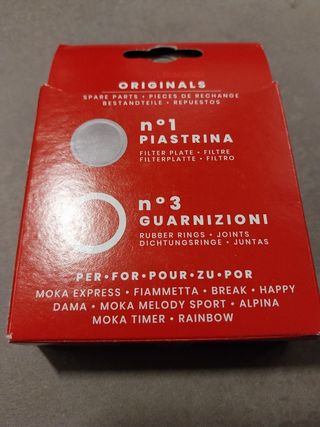 ORIGINALS
SPARE PARTS • PIECES DE RECHANGE
BESTANDTEILE • REPUESTOS
n°1
PIASTRINA
FILTER PLATE • FILTRE
FILTERPLATTE • FILTRO
n°3
GUARNIZIONI
RUBBER RINGS • JOINTS
DICHTUNGSRINGE • JUNTAS
PER•FOR•POUR•ZU•POR
MOKA EXPRESS • FIAMMETTA • BREAK • HAPPY
DAMA • MOKA MELODY SPORT • ALPINA
MOKA TIMER • RAINBOW